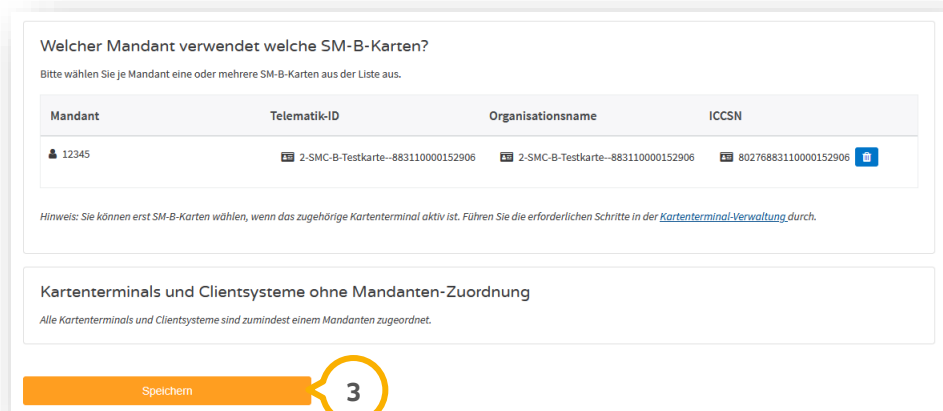 Welcher Mandant verwendet welche SM-B-Karten?
Bitte wählen Sie je Mandant eine oder mehrere SM-B-Karten aus der Liste aus.
Mandant Telematik-ID Organisationsname ICCSN
12345 2-SMC-B-Testkarte--883110000152906 2-SMC-B-Testkarte--883110000152906 80276883110000152906
Hinweis: Sie können erst SM-B-Karten wählen, wenn das zugehörige Kartenterminal aktiv ist. Führen Sie die erforderlichen Schritte in der Kartenterminal-Verwaltung durch.
Kartenterminals und Clientsysteme ohne Mandanten-Zuordnung
Alle Kartenterminals und Clientsysteme sind zumindest einem Mandanten zugeordnet.
Speichern 3